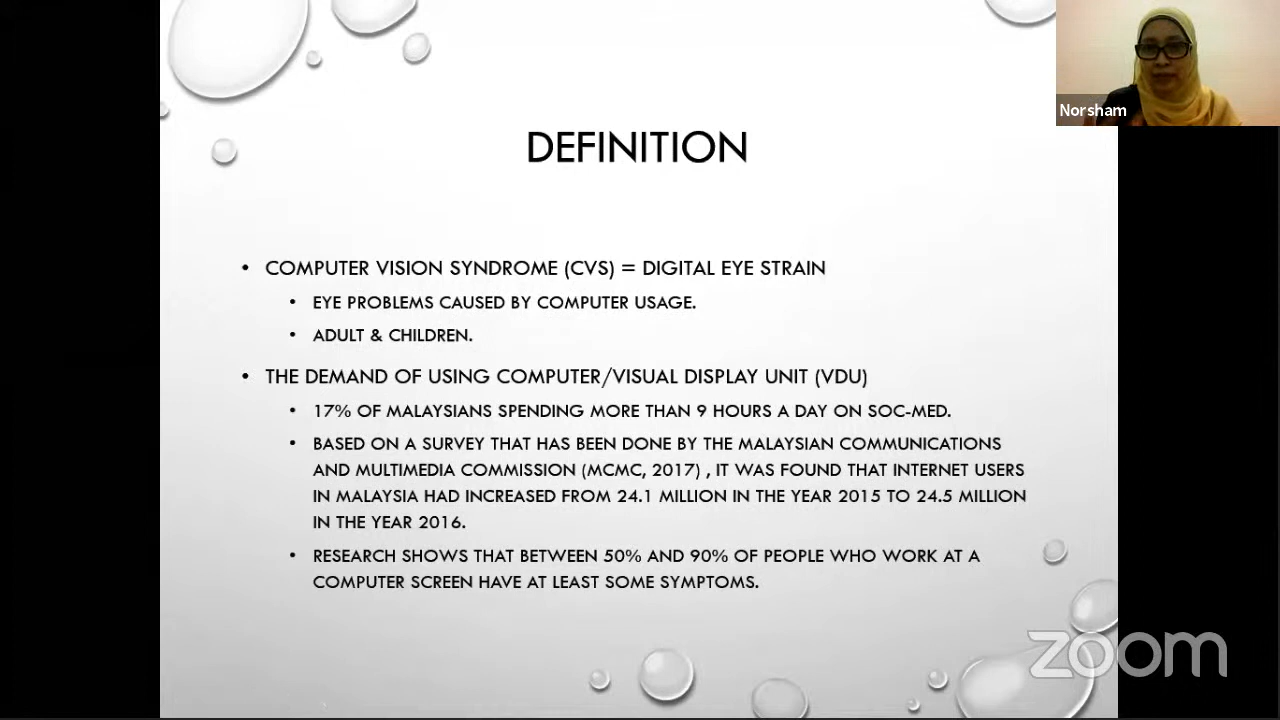 Norsham
DEFINITION
• COMPUTER VISION SYNDROME (CVS) = DIGITAL EYE STRAIN
• EYE PROBLEMS CAUSED BY COMPUTER USAGE.
• ADULT & CHILDREN.
• THE DEMAND OF USING COMPUTER/VISUAL DISPLAY UNIT (VDU)
• 17% OF MALAYSIANS SPENDING MORE THAN 9 HOURS A DAY ON SOC-MED.
• BASED ON A SURVEY THAT HAS BEEN DONE BY THE MALAYSIAN COMMUNICATIONS
AND MULTIMEDIA COMMISSION (MCMC, 2017) , IT WAS FOUND THAT INTERNET USERS
IN MALAYSIA HAD INCREASED FROM 24.1 MILLION IN THE YEAR 2015 TO 24.5 MILLION
IN THE YEAR 2016.
• RESEARCH SHOWS THAT BETWEEN 50% AND 90% OF PEOPLE WHO WORK AT A
COMPUTER SCREEN HAVE AT LEAST SOME SYMPTOMS.
zoom